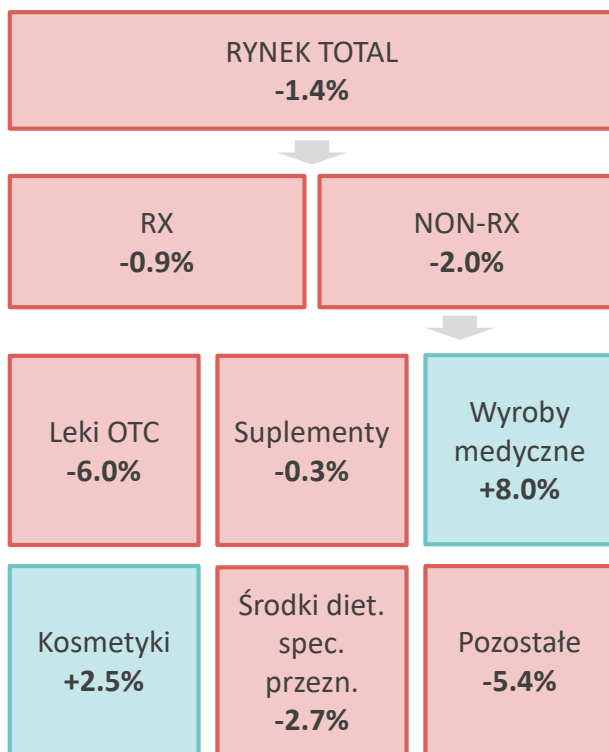 RYNEK TOTAL
-1.4%
RX
-0.9%
NON-RX
-2.0%
Leki OTC
-6.0%
Suplementy
-0.3%
Wyroby
medyczne
+8.0%
Kosmetyki
+2.5%
Środki diet.
spec.
przezn.
-2.7%
Pozostałe
-5.4%